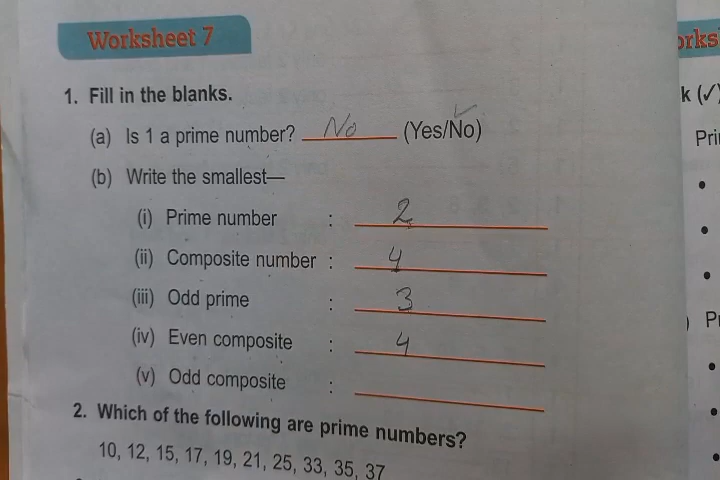 Worksheet 7
orks
1. Fill in the blanks.
k (✓)
(a) Is 1 a prime number? No (Yes/No) ✓
Pri
(b) Write the smallest—
(i) Prime number : 2
(ii) Composite number : 4
(iii) Odd prime : 3
(iv) Even composite : 4
(v) Odd composite :
2. Which of the following are prime numbers?
10, 12, 15, 17, 19, 21, 25, 33, 35, 37